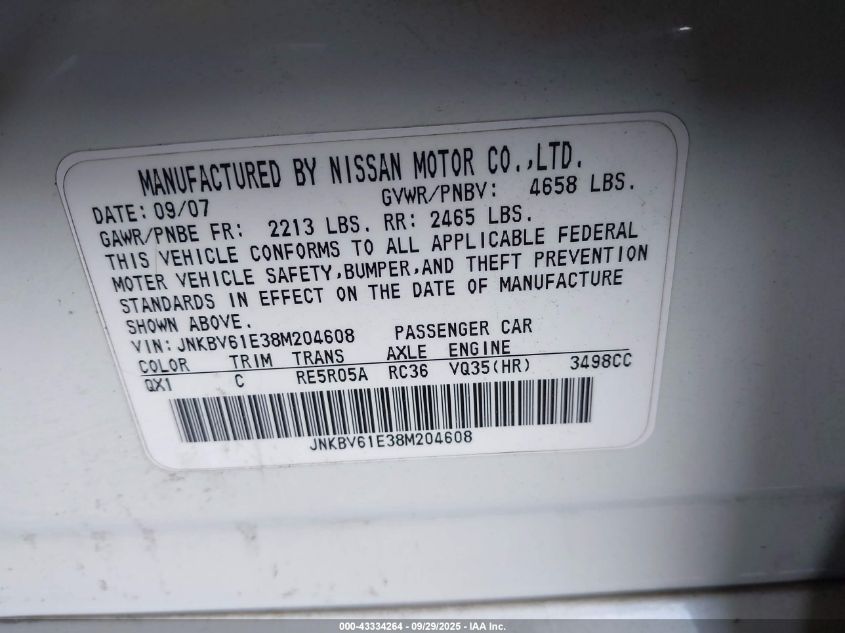 MANUFACTURED BY NISSAN MOTOR CO.,LTD.
DATE: 09/07 GVWR/PNBV: 4658 LBS.
GAWR/PNBE FR: 2213 LBS. RR: 2465 LBS.
THIS VEHICLE CONFORMS TO ALL APPLICABLE FEDERAL
MOTER VEHICLE SAFETY,BUMPER,AND THEFT PREVENTION
STANDARDS IN EFFECT ON THE DATE OF MANUFACTURE
SHOWN ABOVE.
VIN: JNKBV61E38M204608 PASSENGER CAR
COLOR TRIM TRANS AXLE ENGINE
QX1 C RE5R05A RC36 VQ35(HR) 3498CC
JNKBV61E38M204608
000-43334264 - 09/29/2025 - IAA Inc.